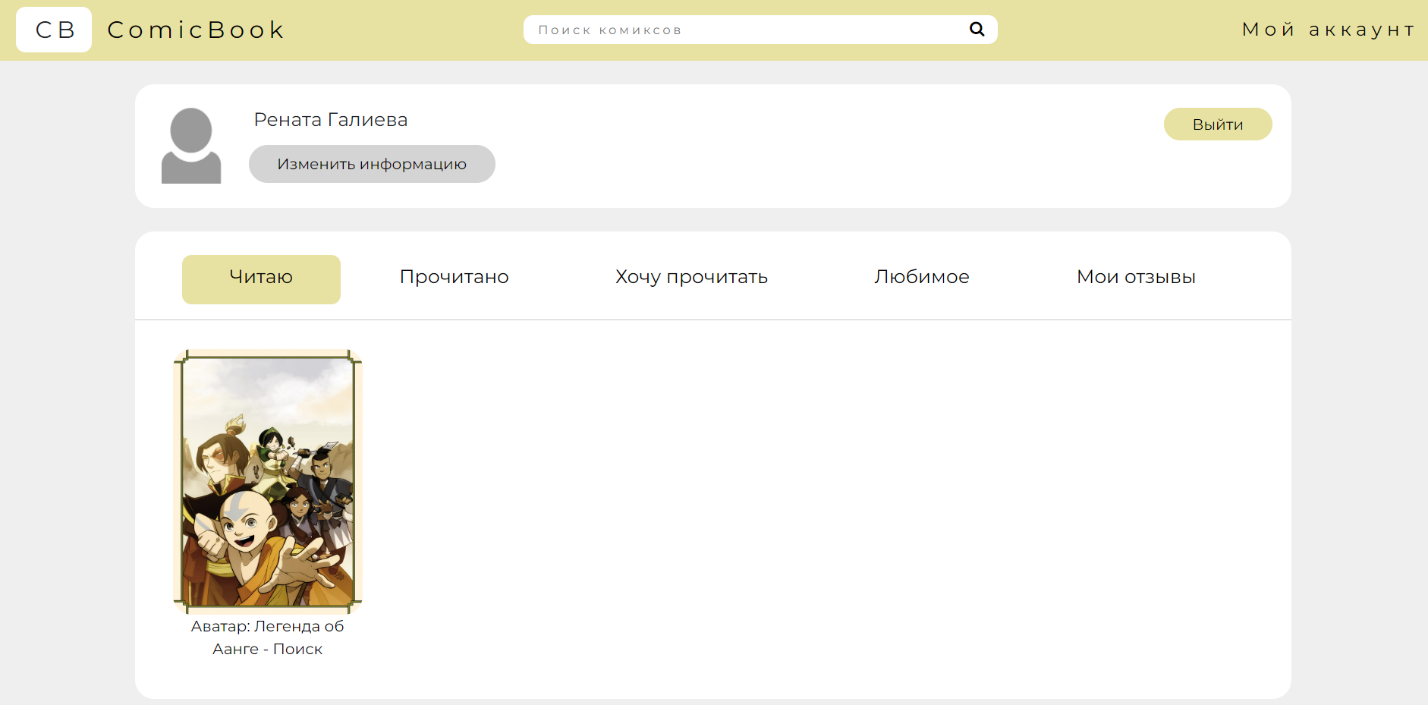 CB ComicBook Поиск комиксов Мой аккаунт
Рената Галиева
Выйти
Изменить информацию
Читаю Прочитано Хочу прочитать Любимое Мои отзывы
Аватар: Легенда об
Аанге - Поиск